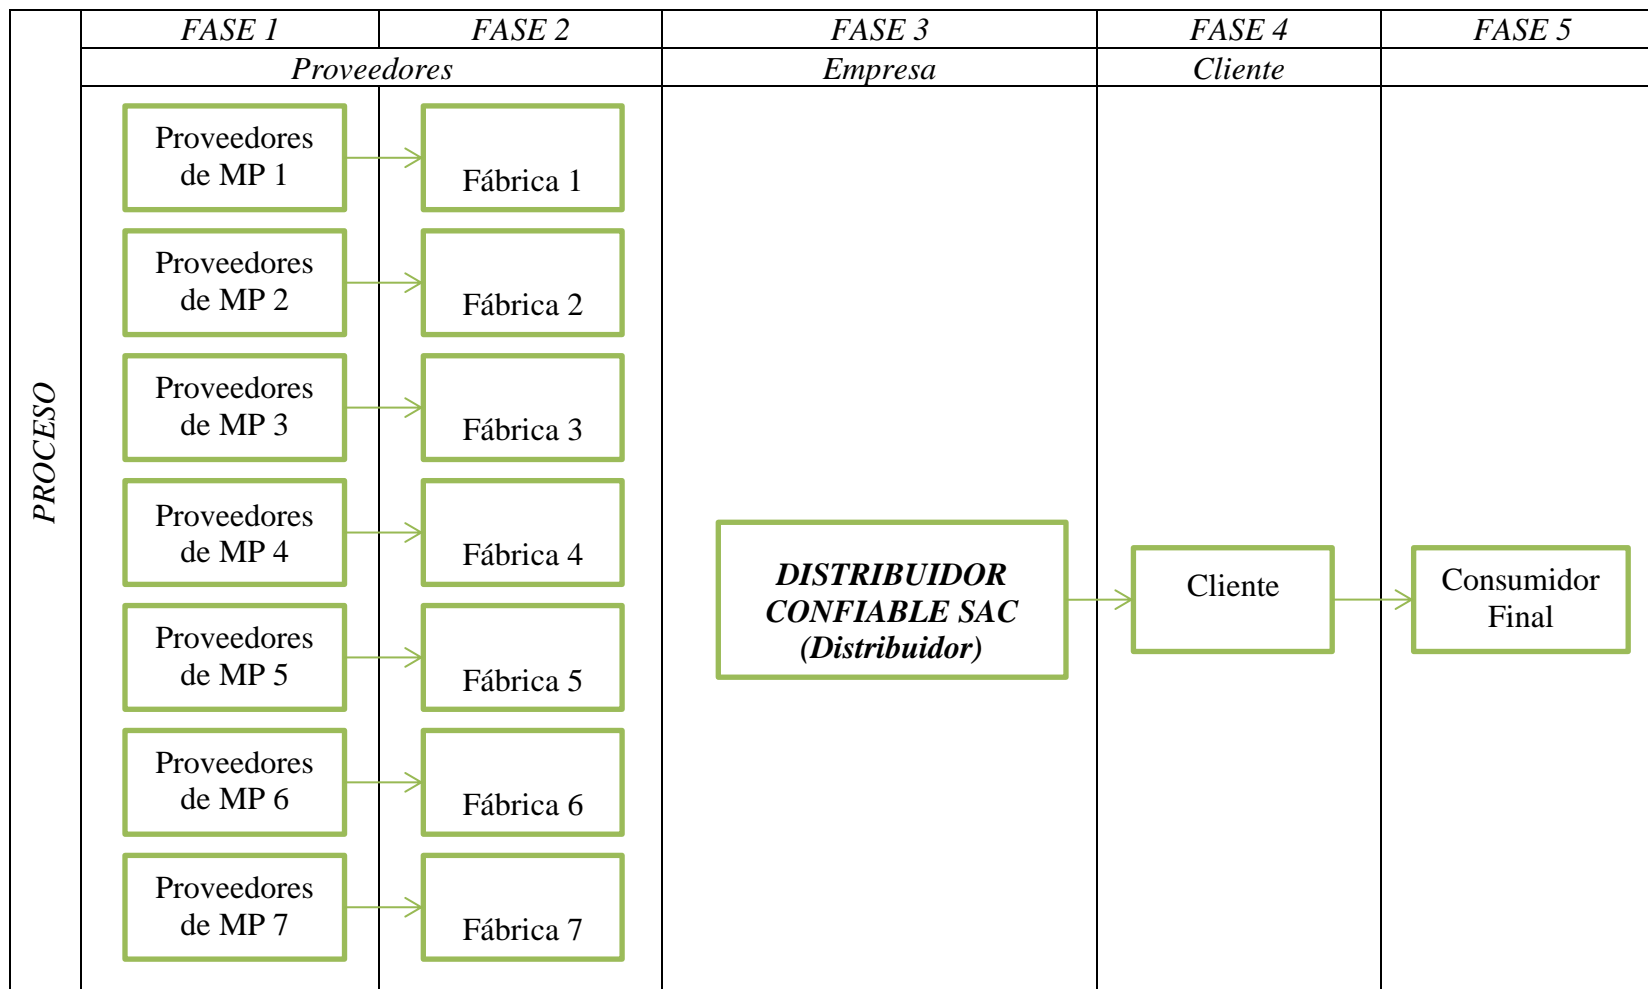 FASE 1
FASE 2
FASE 3
FASE 4
FASE 5
Proveedores
Empresa
Cliente
PROCESO
Proveedores
de MP 1
Fábrica 1
Proveedores
de MP 2
Fábrica 2
Proveedores
de MP 3
Fábrica 3
Proveedores
de MP 4
Fábrica 4
Proveedores
de MP 5
Fábrica 5
Proveedores
de MP 6
Fábrica 6
Proveedores
de MP 7
Fábrica 7
DISTRIBUIDOR
CONFIABLE SAC
(Distribuidor)
Cliente
Consumidor
Final